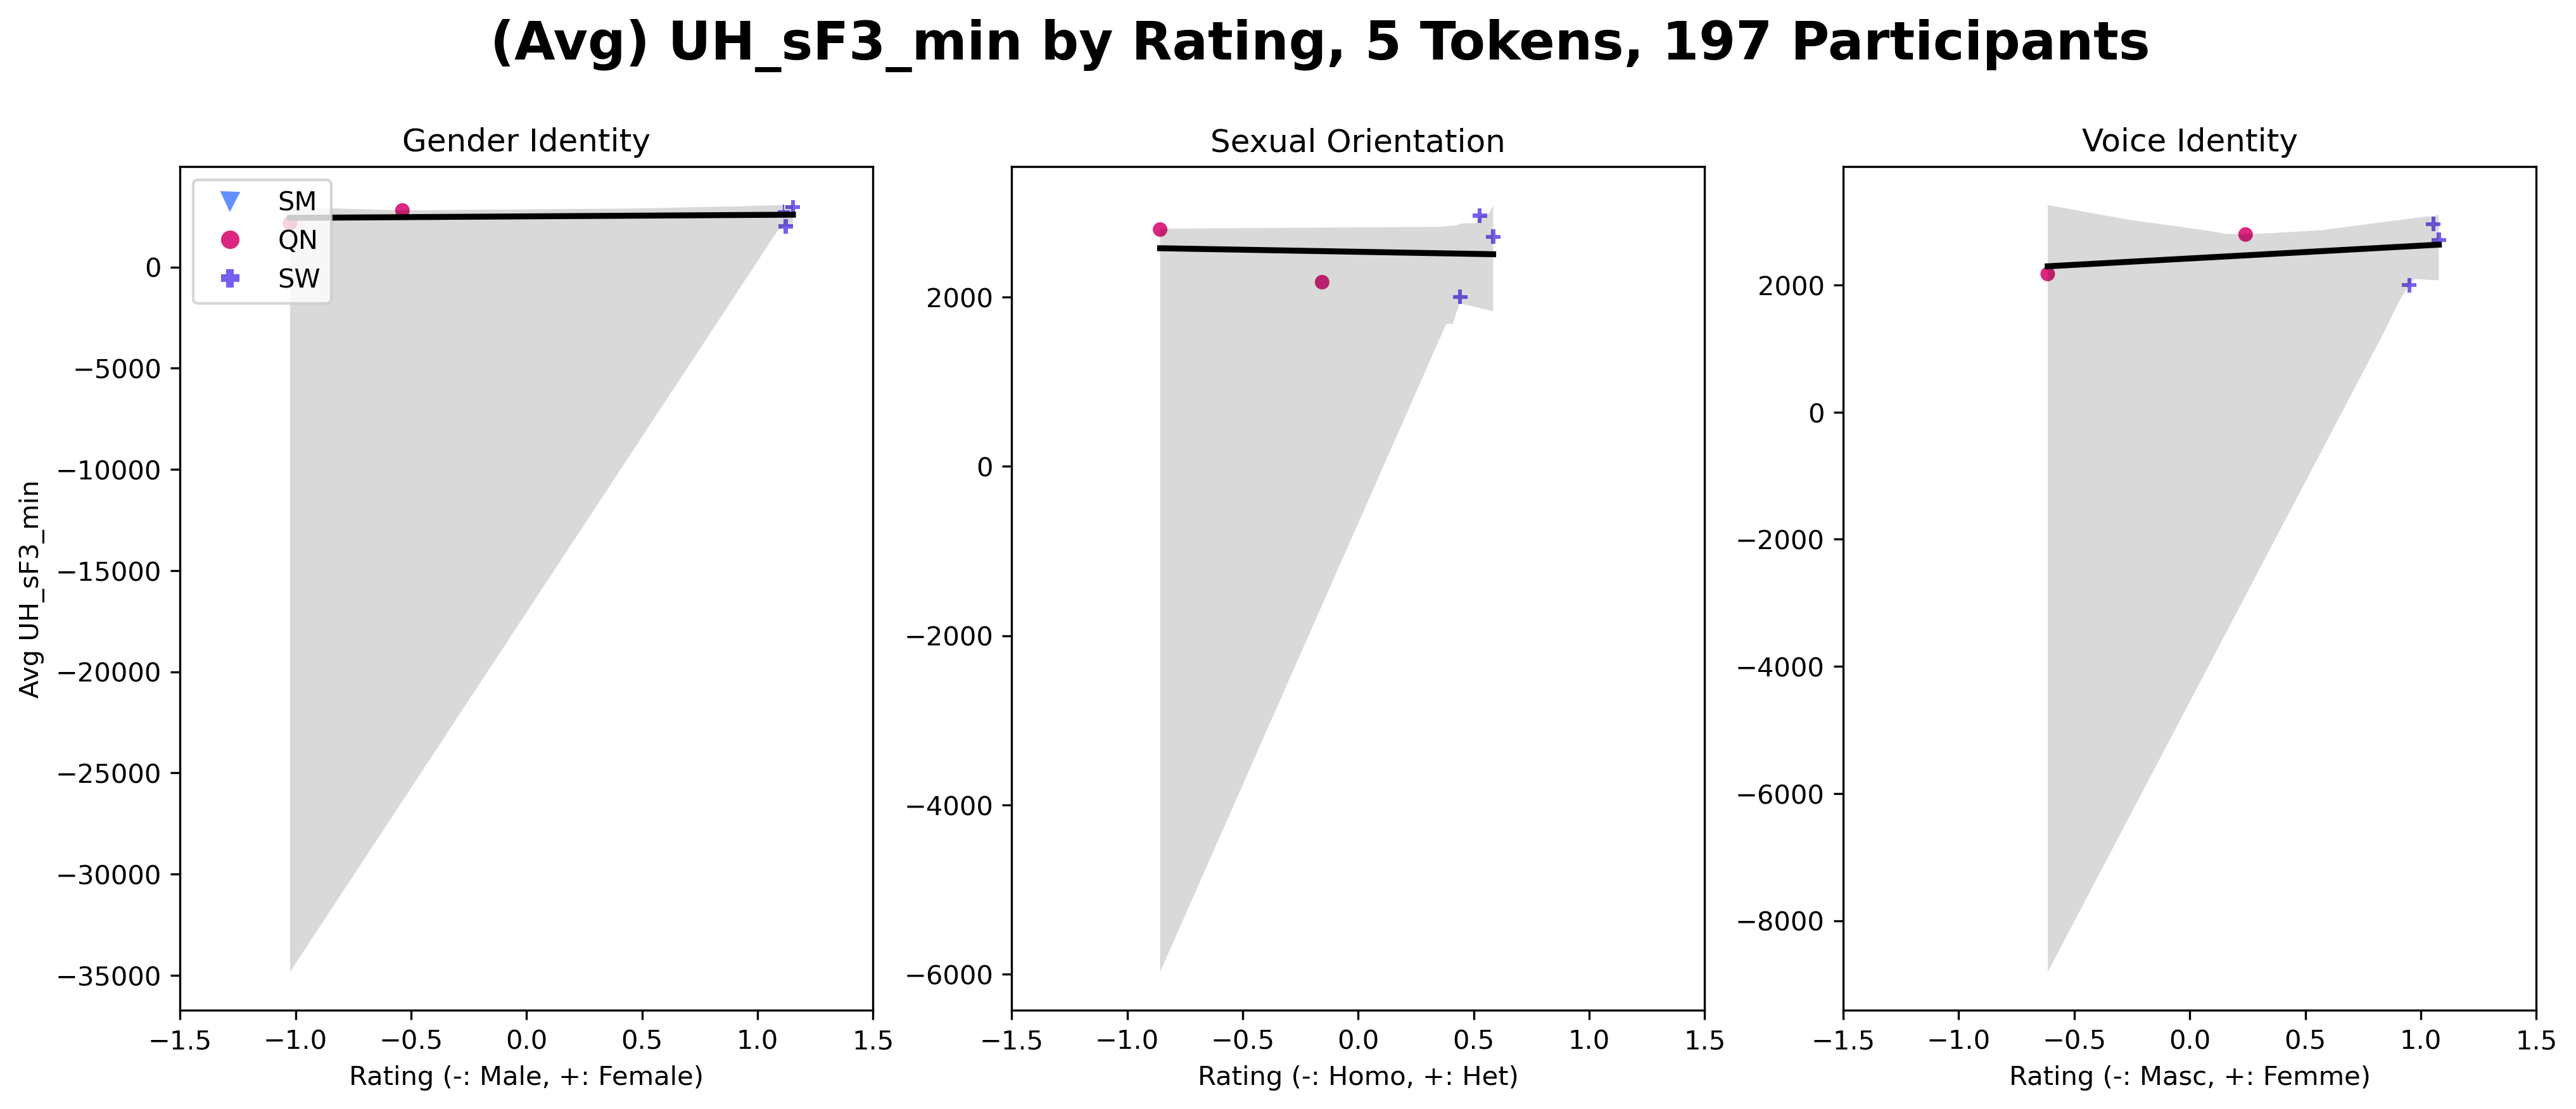 (Avg) UH_sF3_min by Rating, 5 Tokens, 197 Participants
Gender Identity
SM
QN
SW
0
−5000
−10000
−15000
−20000
−25000
−30000
−35000
Avg UH_sF3_min
−1.5 −1.0 −0.5 0.0 0.5 1.0 1.5
Rating (-: Male, +: Female)
Sexual Orientation
2000
0
−2000
−4000
−6000
−1.5 −1.0 −0.5 0.0 0.5 1.0 1.5
Rating (-: Homo, +: Het)
Voice Identity
2000
0
−2000
−4000
−6000
−8000
−1.5 −1.0 −0.5 0.0 0.5 1.0 1.5
Rating (-: Masc, +: Femme)